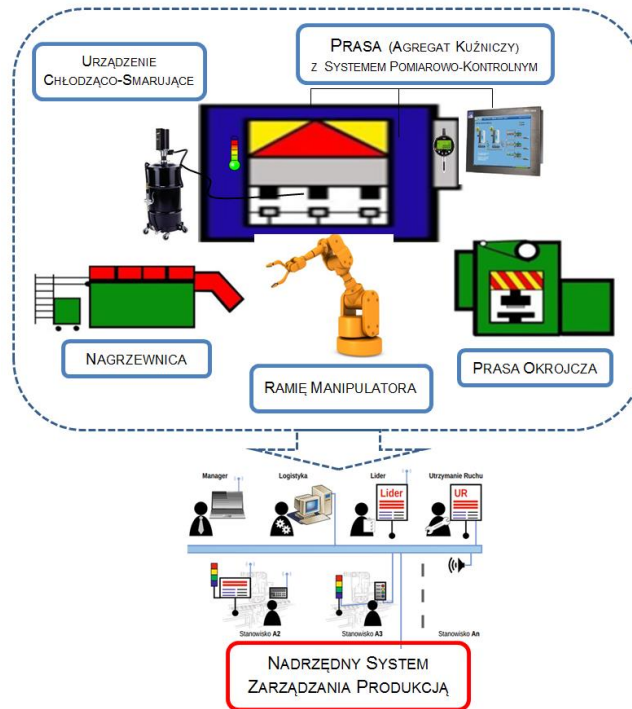 URZĄDZENIE
CHŁODZĄCO-SMARUJĄCE
PRASA (AGREGAT KUŹNICZY)
Z SYSTEMEM POMIAROWO-KONTROLNYM
NAGRZEWNICA
RAMIĘ MANIPULATORA
PRASA OKROJCZA
Manager
Logistyka
Lider
Utrzymanie Ruchu
Lider
UR
Stanowisko A2
Stanowisko A3
Stanowisko An
NADRZĘDNY SYSTEM
ZARZĄDZANIA PRODUKCJĄ